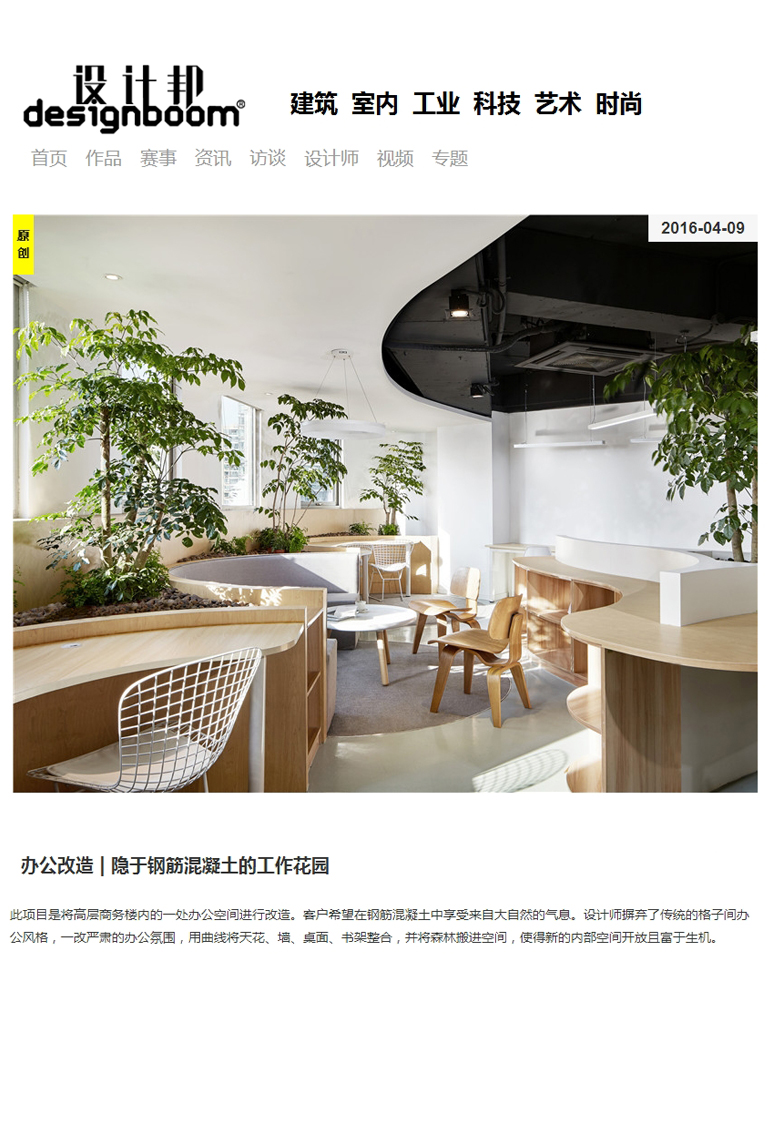 设计邦
designboom®
建筑 室内 工业 科技 艺术 时尚
首页 作品 赛事 资讯 访谈 设计师 视频 专题
原创
2016-04-09
办公改造 | 隐于钢筋混凝土的工作花园
此项目是将高层商务楼内的一处办公空间进行改造。客户希望在钢筋混凝土中享受来自大自然的气息。设计师摒弃了传统的格子间办
公风格，一改严肃的办公氛围，用曲线将天花、墙、桌面、书架整合，并将森林搬进空间，使得新的内部空间开放且富于生机。